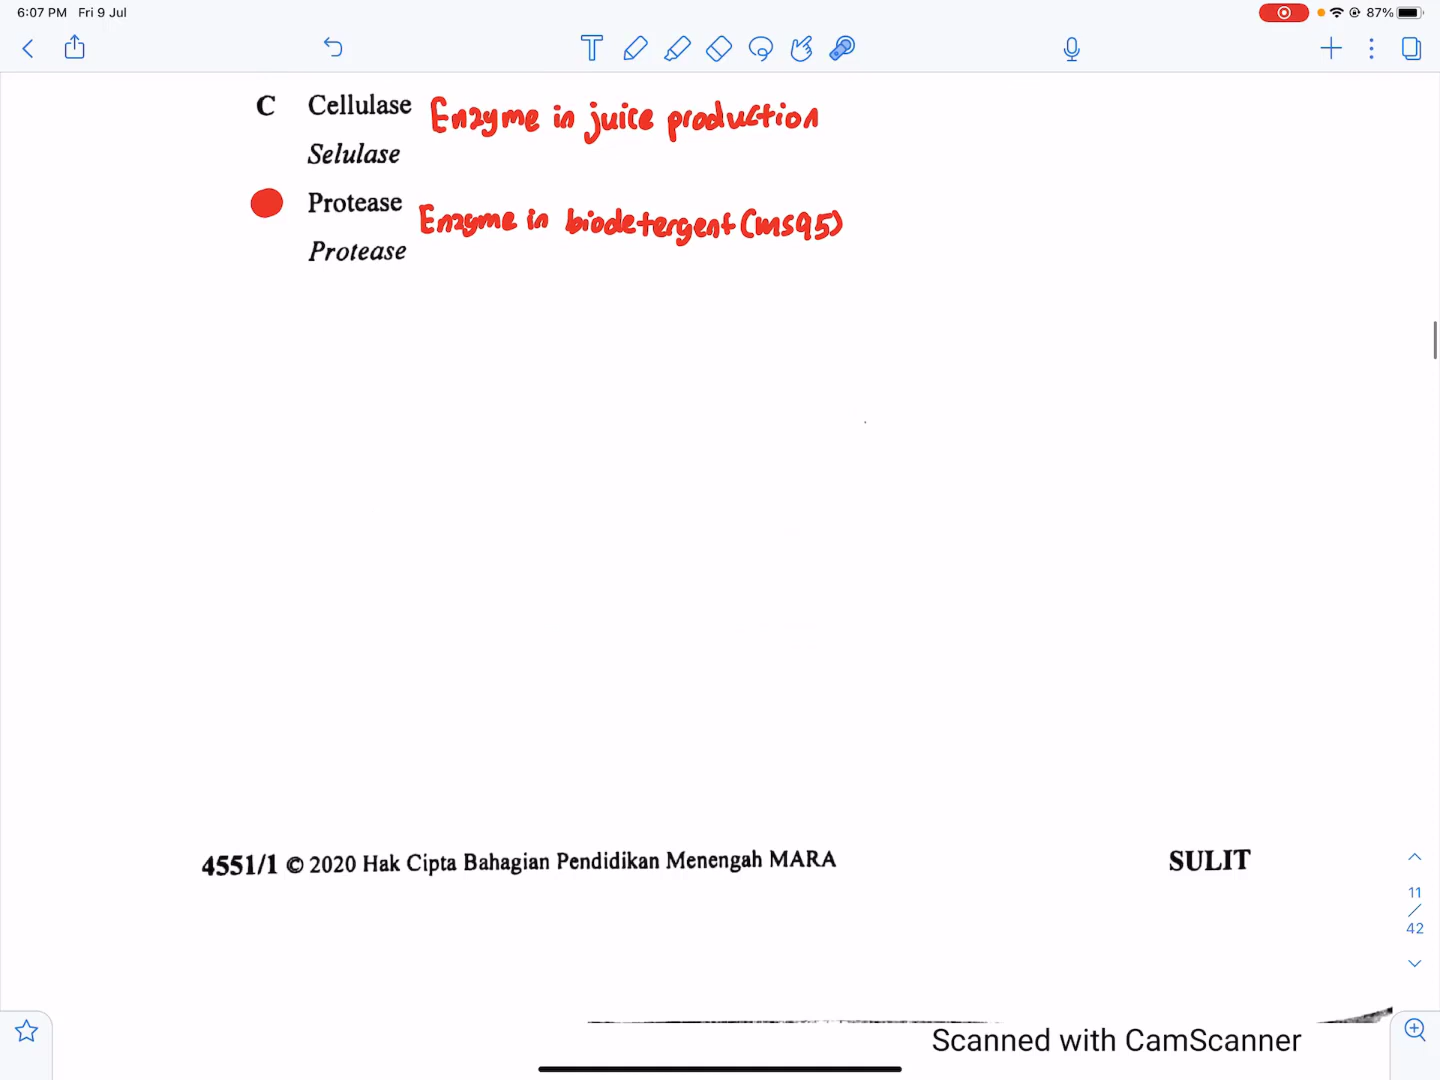 6:07 PM Fri 9 Jul
87%
C Cellulase Enzyme in juice production
Selulase
Protease Enzyme in biodetergent (ms95)
Protease
4551/1 © 2020 Hak Cipta Bahagian Pendidikan Menengah MARA
SULIT
11
/
42
Scanned with CamScanner